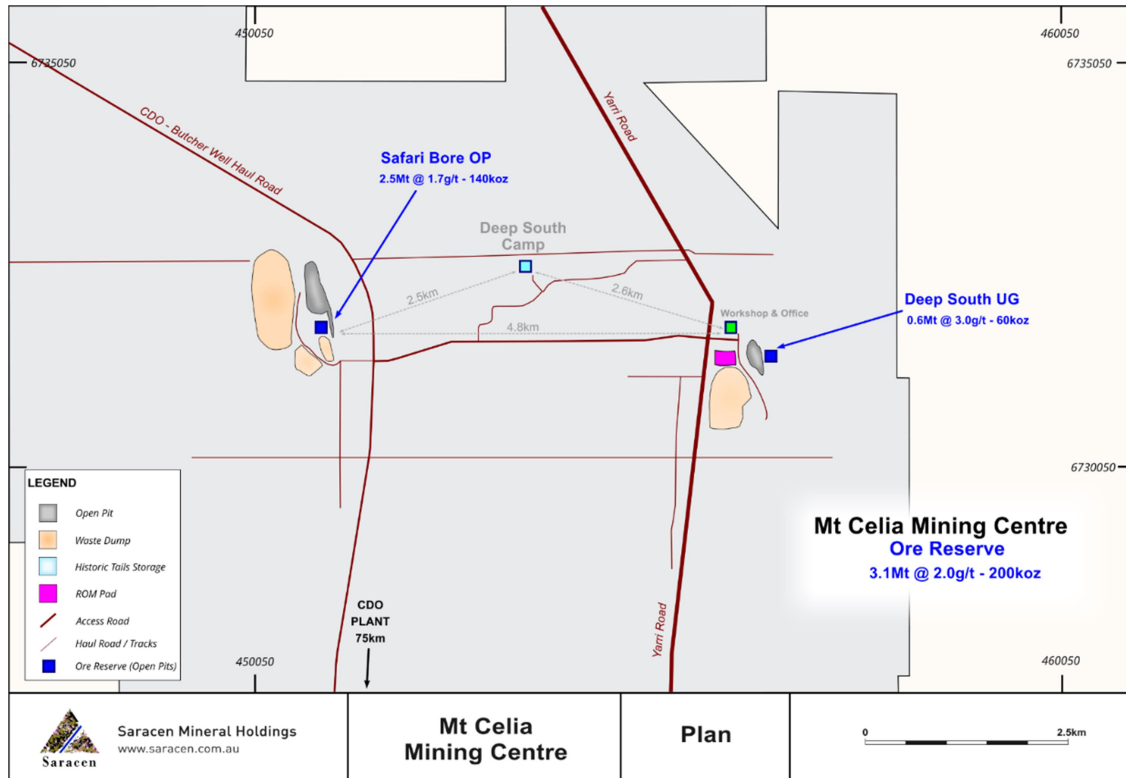 450050
460050
6735050
6735050
CDO - Butcher Well Haul Road
Yarri Road
Safari Bore OP
2.5Mt @ 1.7g/t - 140koz
Deep South
Camp
2.5km
2.6km
4.8km
Workshop & Office
Deep South UG
0.6Mt @ 3.0g/t - 60koz
6730050
LEGEND
Open Pit
Waste Dump
Historic Tails Storage
ROM Pad
Access Road
Haul Road / Tracks
Ore Reserve (Open Pits)
Mt Celia Mining Centre
Ore Reserve
3.1Mt @ 2.0g/t - 200koz
CDO
PLANT
75km
Yarri Road
450050
460050
Saracen
Saracen Mineral Holdings
www.saracen.com.au
Mt Celia
Mining Centre
Plan
0
2.5km